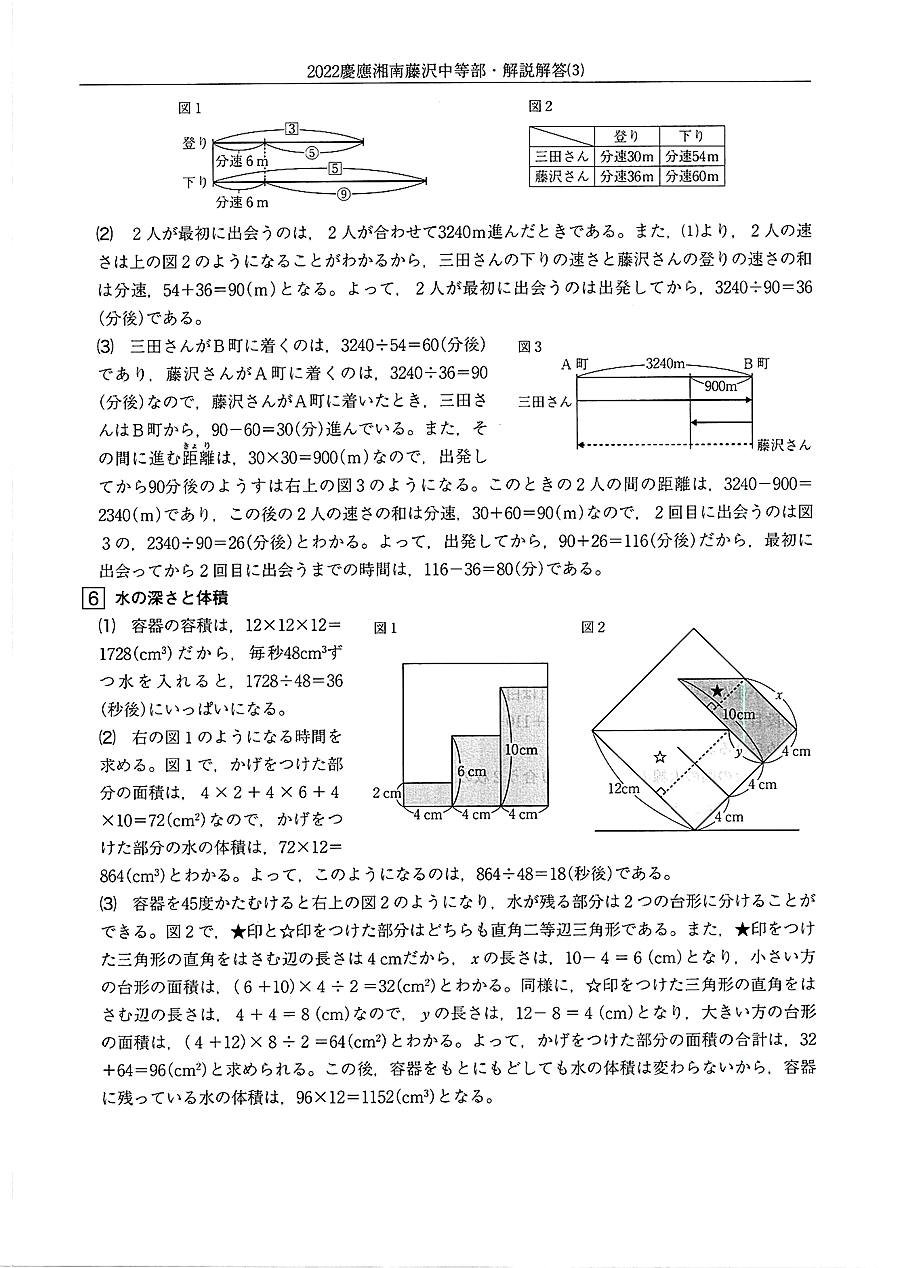 2022慶應湘南藤沢中等部・解説解答(3)
図1
登り
3
分速6m
⑤
下り
5
分速6m
⑨
図2
登り 下り
三田さん 分速30m 分速54m
藤沢さん 分速36m 分速60m
(2) 2人が最初に出会うのは,2人が合わせて3240m進んだときである。また,(1)より,2人の速
さは上の図2のようになることがわかるから,三田さんの下りの速さと藤沢さんの登りの速さの和
は分速,54+36=90(m)となる。よって,2人が最初に出会うのは出発してから,3240÷90=36
(分後)である。
(3) 三田さんがB町に着くのは,3240÷54=60(分後)
であり,藤沢さんがA町に着くのは,3240÷36=90
(分後)なので,藤沢さんがA町に着いたとき,三田さ
んはB町から,90-60=30(分)進んでいる。また,そ
きょり
の間に進む距離は,30×30=900(m)なので,出発し
図3
A町 3240m B町
900m
三田さん
藤沢さん
てから90分後のようすは右上の図3のようになる。このときの2人の間の距離は,3240-900=
2340(m)であり,この後の2人の速さの和は分速,30+60=90(m)なので,2回目に出会うのは図
3の,2340÷90=26(分後)とわかる。よって,出発してから,90+26=116(分後)だから,最初に
出会ってから2回目に出会うまでの時間は,116-36=80(分)である。
6 水の深さと体積
(1) 容器の容積は,12×12×12=
1728(cm³)だから,毎秒48cm³ず
つ水を入れると,1728÷48=36
(秒後)にいっぱいになる。
(2) 右の図1のようになる時間を
求める。図1で,かげをつけた部
分の面積は,4×2+4×6+4
×10=72(cm²)なので,かげをつ
けた部分の水の体積は,72×12=
図1
10cm
6cm
2cm
4cm 4cm 4cm
図2
★
x
10cm
y
4cm
☆
12cm
4cm
4cm
864(cm³)とわかる。よって,このようになるのは,864÷48=18(秒後)である。
(3) 容器を45度かたむけると右上の図2のようになり,水が残る部分は2つの台形に分けることが
できる。図2で,★印と☆印をつけた部分はどちらも直角二等辺三角形である。また,★印をつけ
た三角形の直角をはさむ辺の長さは4cmだから,xの長さは,10-4=6(cm)となり,小さい方
の台形の面積は,(6+10)×4÷2=32(cm²)とわかる。同様に,☆印をつけた三角形の直角をは
さむ辺の長さは,4+4=8(cm)なので,yの長さは,12-8=4(cm)となり,大きい方の台形
の面積は,(4+12)×8÷2=64(cm²)とわかる。よって,かげをつけた部分の面積の合計は,32
+64=96(cm²)と求められる。この後,容器をもとにもどしても水の体積は変わらないから,容器
に残っている水の体積は,96×12=1152(cm³)となる。